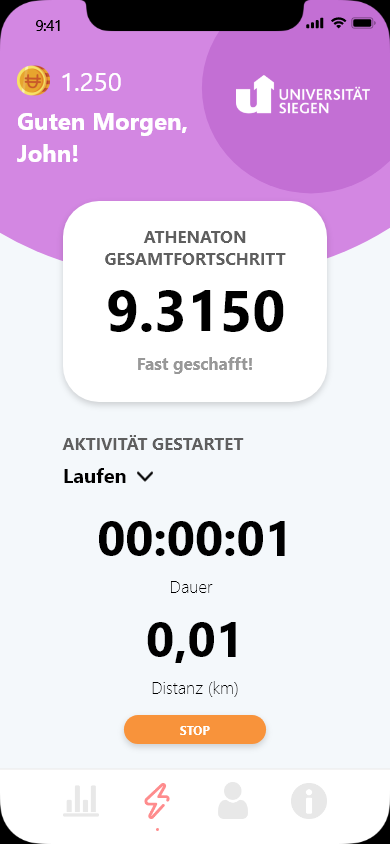 9:41
1.250
Guten Morgen,
John!
UNIVERSITÄT
SIEGEN
ATHENATON
GESAMTFORTSCHRITT
9.3150
Fast geschafft!
AKTIVITÄT GESTARTET
Laufen
00:00:01
Dauer
0,01
Distanz (km)
STOP